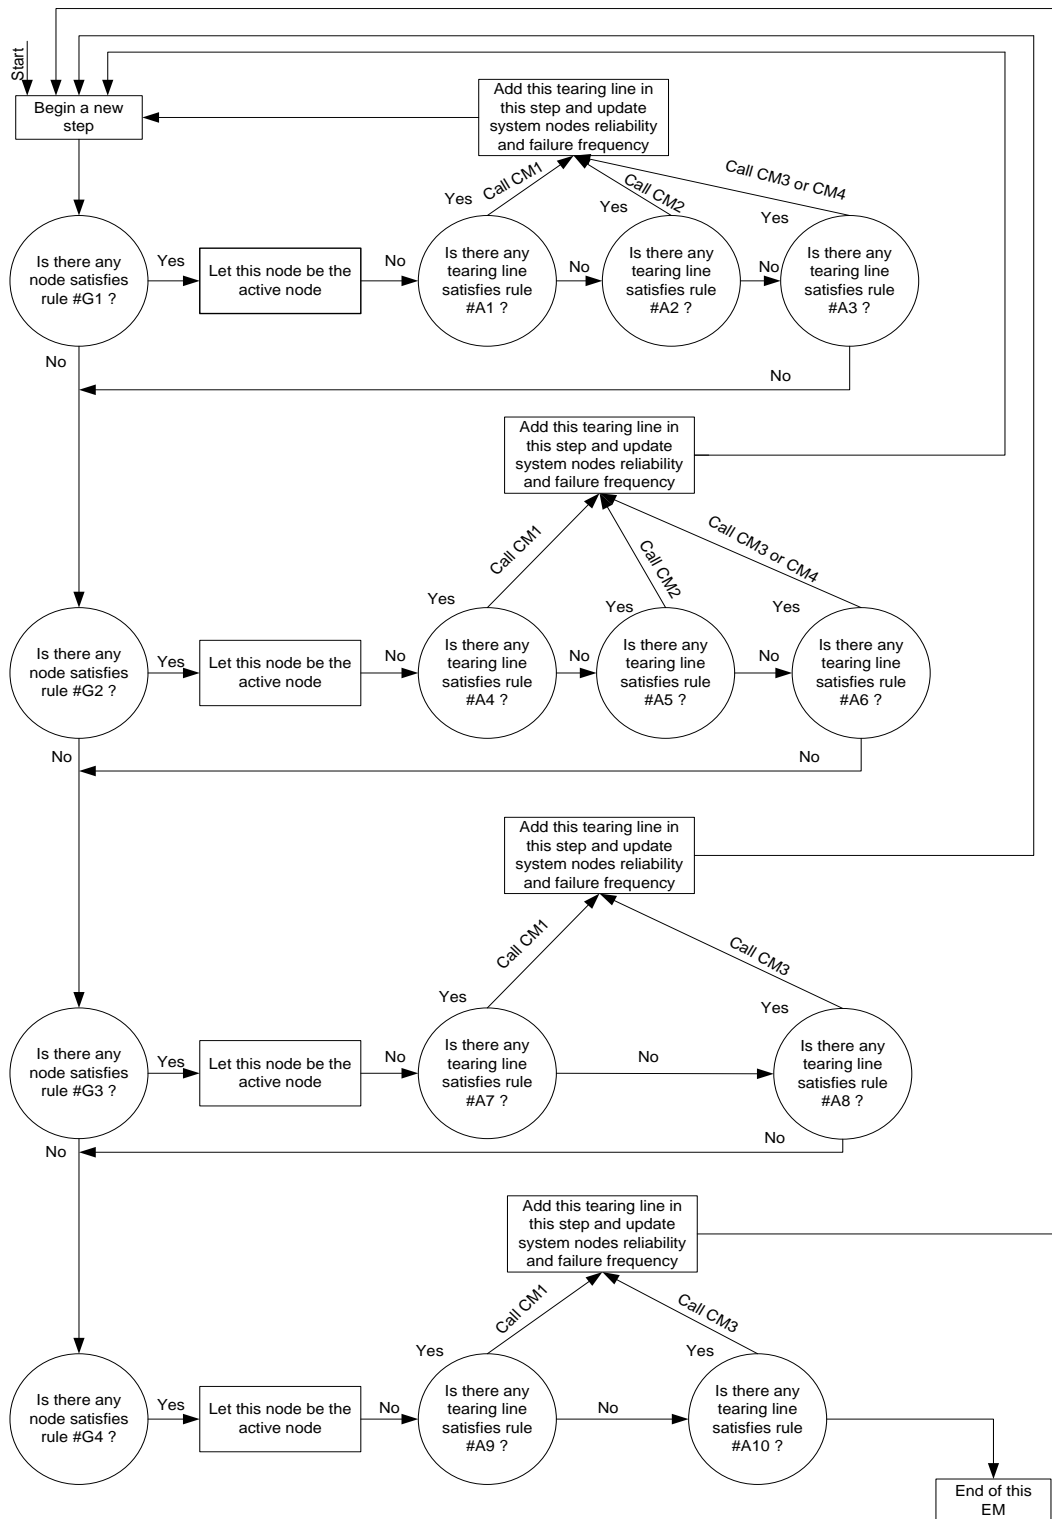 Start
Begin a new
step
Add this tearing line in
this step and update
system nodes reliability
and failure frequency
Yes
Call CM1
Yes
Call CM2
Yes
Call CM3 or CM4
Is there any
node satisfies
rule #G1 ?
Yes
Let this node be the
active node
No
Is there any
tearing line
satisfies rule
#A1 ?
No
Is there any
tearing line
satisfies rule
#A2 ?
No
Is there any
tearing line
satisfies rule
#A3 ?
No
No
Add this tearing line in
this step and update
system nodes reliability
and failure frequency
Yes
Call CM1
Yes
Call CM2
Yes
Call CM3 or CM4
Is there any
node satisfies
rule #G2 ?
Yes
Let this node be the
active node
No
Is there any
tearing line
satisfies rule
#A4 ?
No
Is there any
tearing line
satisfies rule
#A5 ?
No
Is there any
tearing line
satisfies rule
#A6 ?
No
No
Add this tearing line in
this step and update
system nodes reliability
and failure frequency
Yes
Call CM1
Yes
Call CM3
Is there any
node satisfies
rule #G3 ?
Yes
Let this node be the
active node
No
Is there any
tearing line
satisfies rule
#A7 ?
No
Is there any
tearing line
satisfies rule
#A8 ?
No
No
Add this tearing line in
this step and update
system nodes reliability
and failure frequency
Yes
Call CM1
Yes
Call CM3
Is there any
node satisfies
rule #G4 ?
Yes
Let this node be the
active node
No
Is there any
tearing line
satisfies rule
#A9 ?
No
Is there any
tearing line
satisfies rule
#A10 ?
End of this
EM